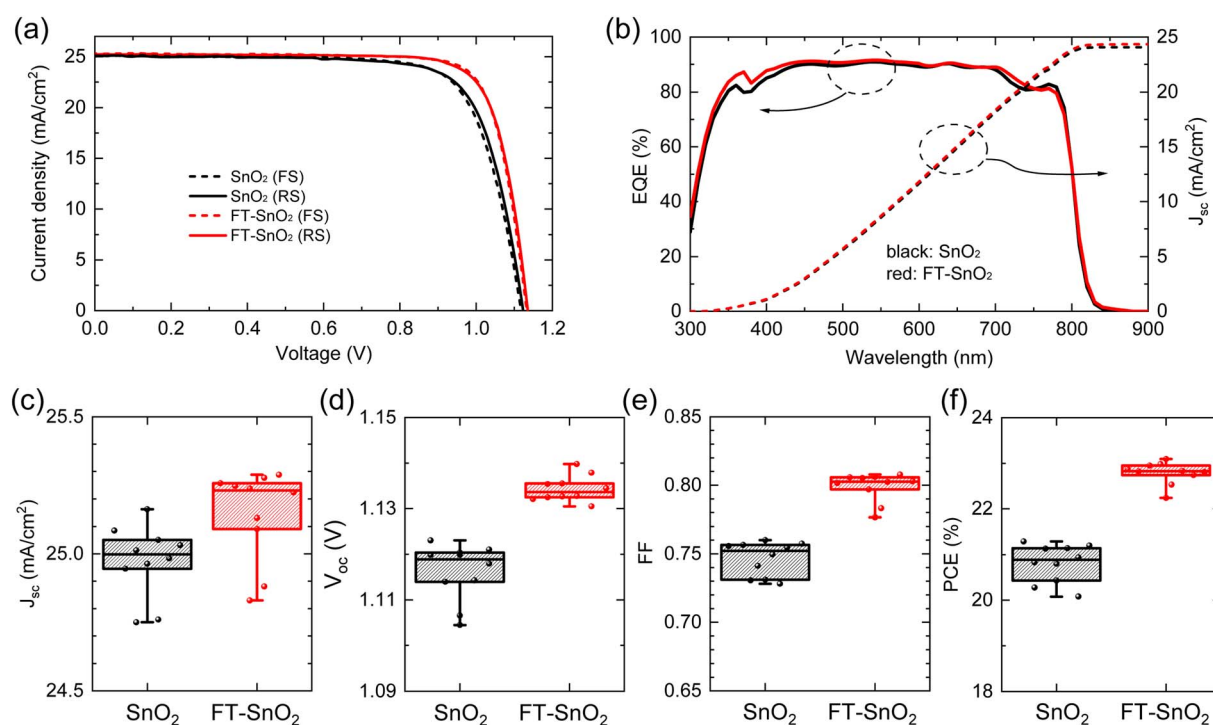 (a)
Current density (mA/cm²)
25
20
15
10
5
0
SnO₂ (FS)
SnO₂ (RS)
FT-SnO₂ (FS)
FT-SnO₂ (RS)
0.0 0.2 0.4 0.6 0.8 1.0 1.2
Voltage (V)
(b)
EQE (%)
100
80
60
40
20
0
25
20
15
10
5
0
J_sc (mA/cm²)
black: SnO₂
red: FT-SnO₂
300 400 500 600 700 800 900
Wavelength (nm)
(c)
J_sc (mA/cm²)
25.5
25.0
24.5
SnO₂ FT-SnO₂
(d)
V_oc (V)
1.15
1.13
1.11
1.09
SnO₂ FT-SnO₂
(e)
FF
0.85
0.80
0.75
0.70
0.65
SnO₂ FT-SnO₂
(f)
PCE (%)
24
22
20
18
SnO₂ FT-SnO₂